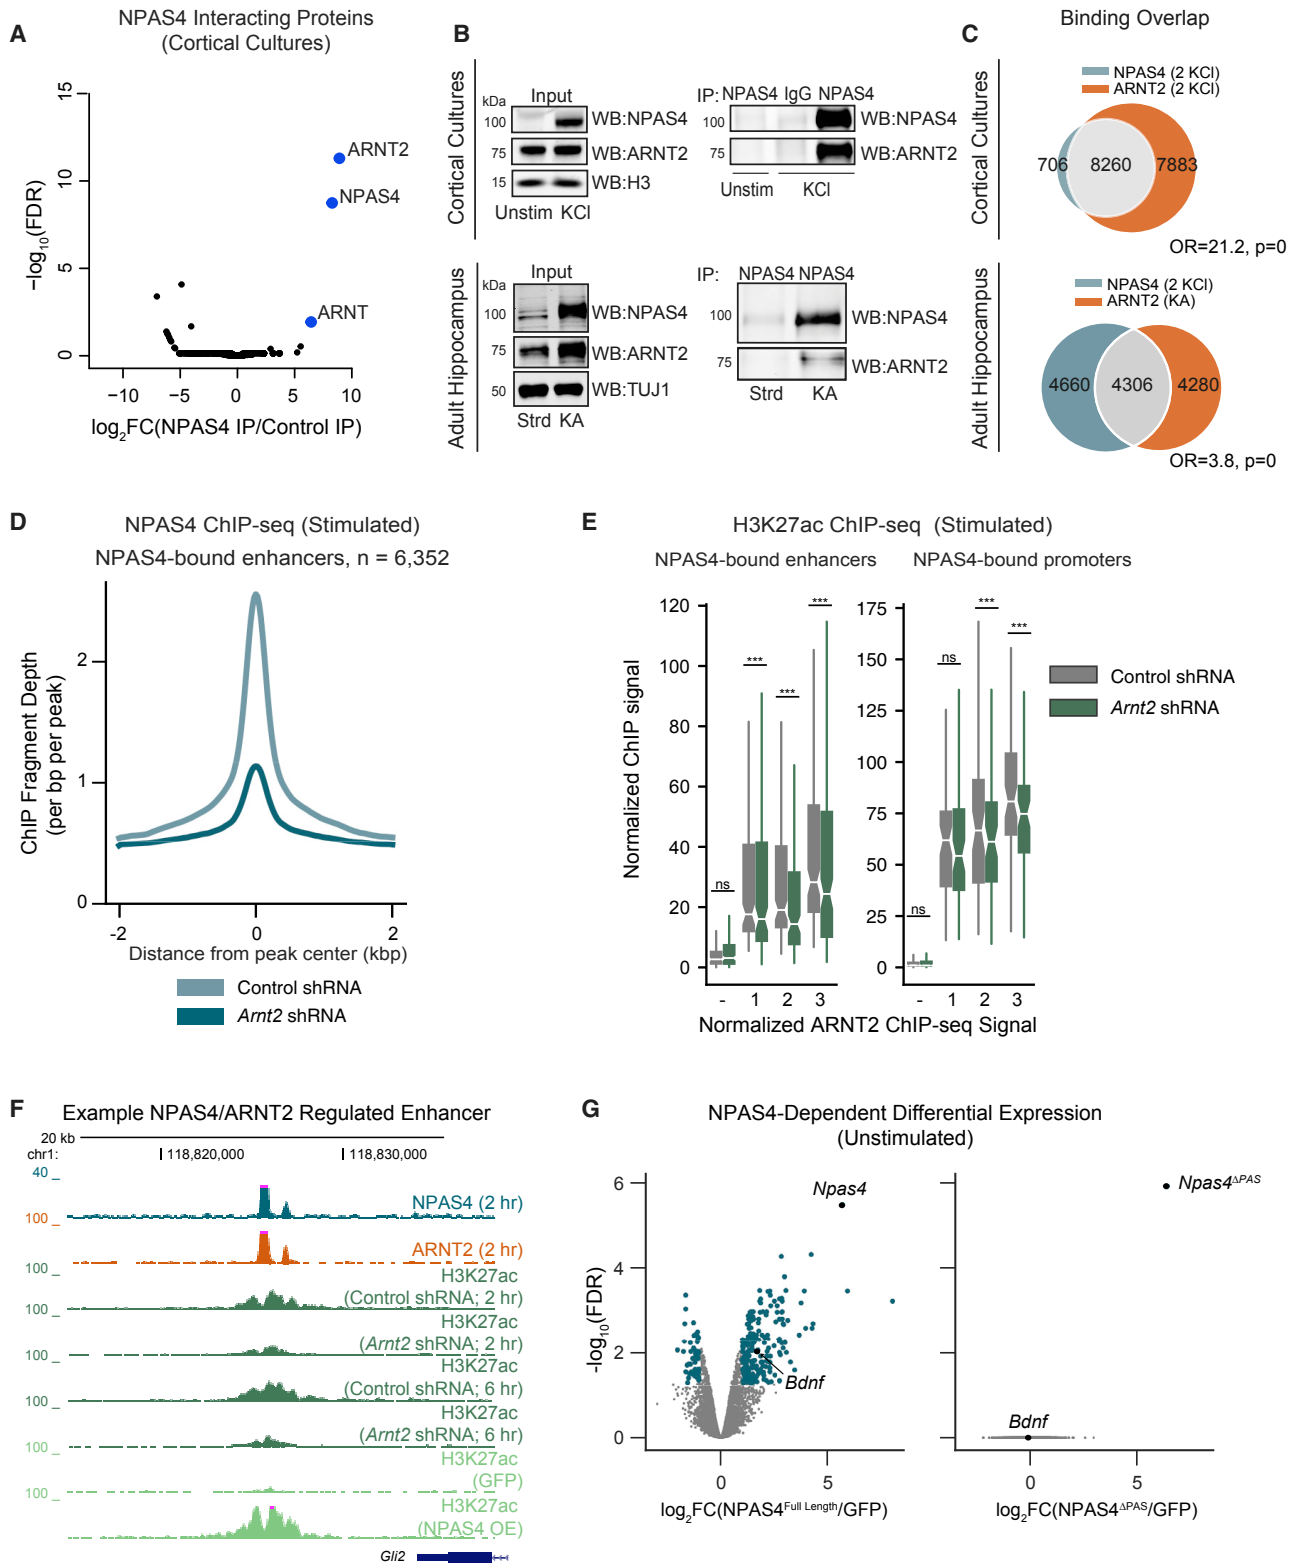 A
NPAS4 Interacting Proteins
(Cortical Cultures)
15
10
5
0
−log10(FDR)
ARNT2
NPAS4
ARNT
−10 −5 0 5 10
log2FC(NPAS4 IP/Control IP)
B
Cortical Cultures
Input
kDa
100
WB:NPAS4
75
WB:ARNT2
15
WB:H3
Unstim KCl
IP: NPAS4 IgG NPAS4
100
WB:NPAS4
75
WB:ARNT2
Unstim KCl
Adult Hippocampus
Input
kDa
100
WB:NPAS4
75
WB:ARNT2
50
WB:TUJ1
Strd KA
IP: NPAS4 NPAS4
100
WB:NPAS4
75
WB:ARNT2
Strd KA
C
Binding Overlap
Cortical Cultures
NPAS4 (2 KCl)
ARNT2 (2 KCl)
706 8260 7883
OR=21.2, p=0
Adult Hippocampus
NPAS4 (2 KCl)
ARNT2 (KA)
4660 4306 4280
OR=3.8, p=0
D
NPAS4 ChIP-seq (Stimulated)
NPAS4-bound enhancers, n = 6,352
ChIP Fragment Depth
(per bp per peak)
2
1
0
-2 0 2
Distance from peak center (kbp)
Control shRNA
Arnt2 shRNA
E
H3K27ac ChIP-seq (Stimulated)
NPAS4-bound enhancers
NPAS4-bound promoters
Normalized ChIP signal
120
100
80
60
40
20
0
ns
***
***
***
- 1 2 3
175
150
125
100
75
50
25
0
ns
ns
***
***
- 1 2 3
Normalized ARNT2 ChIP-seq Signal
Control shRNA
Arnt2 shRNA
F
Example NPAS4/ARNT2 Regulated Enhancer
20 kb
chr1: 118,820,000 118,830,000
40
NPAS4 (2 hr)
100
ARNT2 (2 hr)
100
H3K27ac
(Control shRNA; 2 hr)
100
H3K27ac
(Arnt2 shRNA; 2 hr)
100
H3K27ac
(Control shRNA; 6 hr)
100
H3K27ac
(Arnt2 shRNA; 6 hr)
100
H3K27ac
(GFP)
100
H3K27ac
(NPAS4 OE)
Gli2
G
NPAS4-Dependent Differential Expression
(Unstimulated)
-log10(FDR)
6
4
2
0
Npas4
Bdnf
0 5
log2FC(NPAS4Full Length/GFP)
Npas4ΔPAS
Bdnf
0 5
log2FC(NPAS4ΔPAS/GFP)